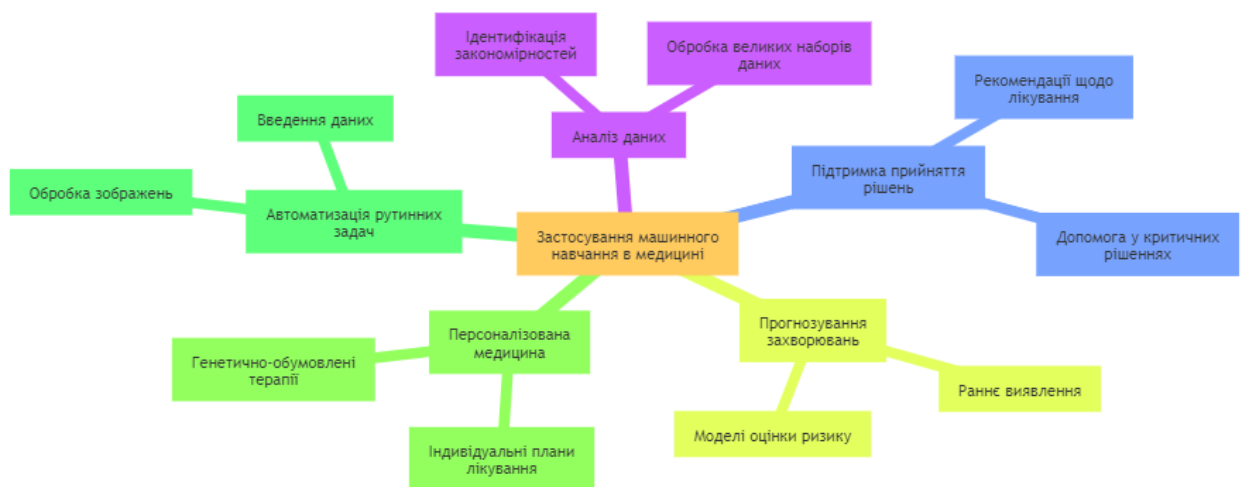 Ідентифікація
закономірностей
Обробка великих наборів
даних
Рекомендації щодо
лікування
Введення даних
Аналіз даних
Підтримка прийняття
рішень
Обробка зображень
Автоматизація рутинних
задач
Застосування машинного
навчання в медицині
Допомога у критичних
рішеннях
Персоналізована
медицина
Прогнозування
захворювань
Генетично-обумовлені
терапії
Раннє виявлення
Моделі оцінки ризику
Індивідуальні плани
лікування